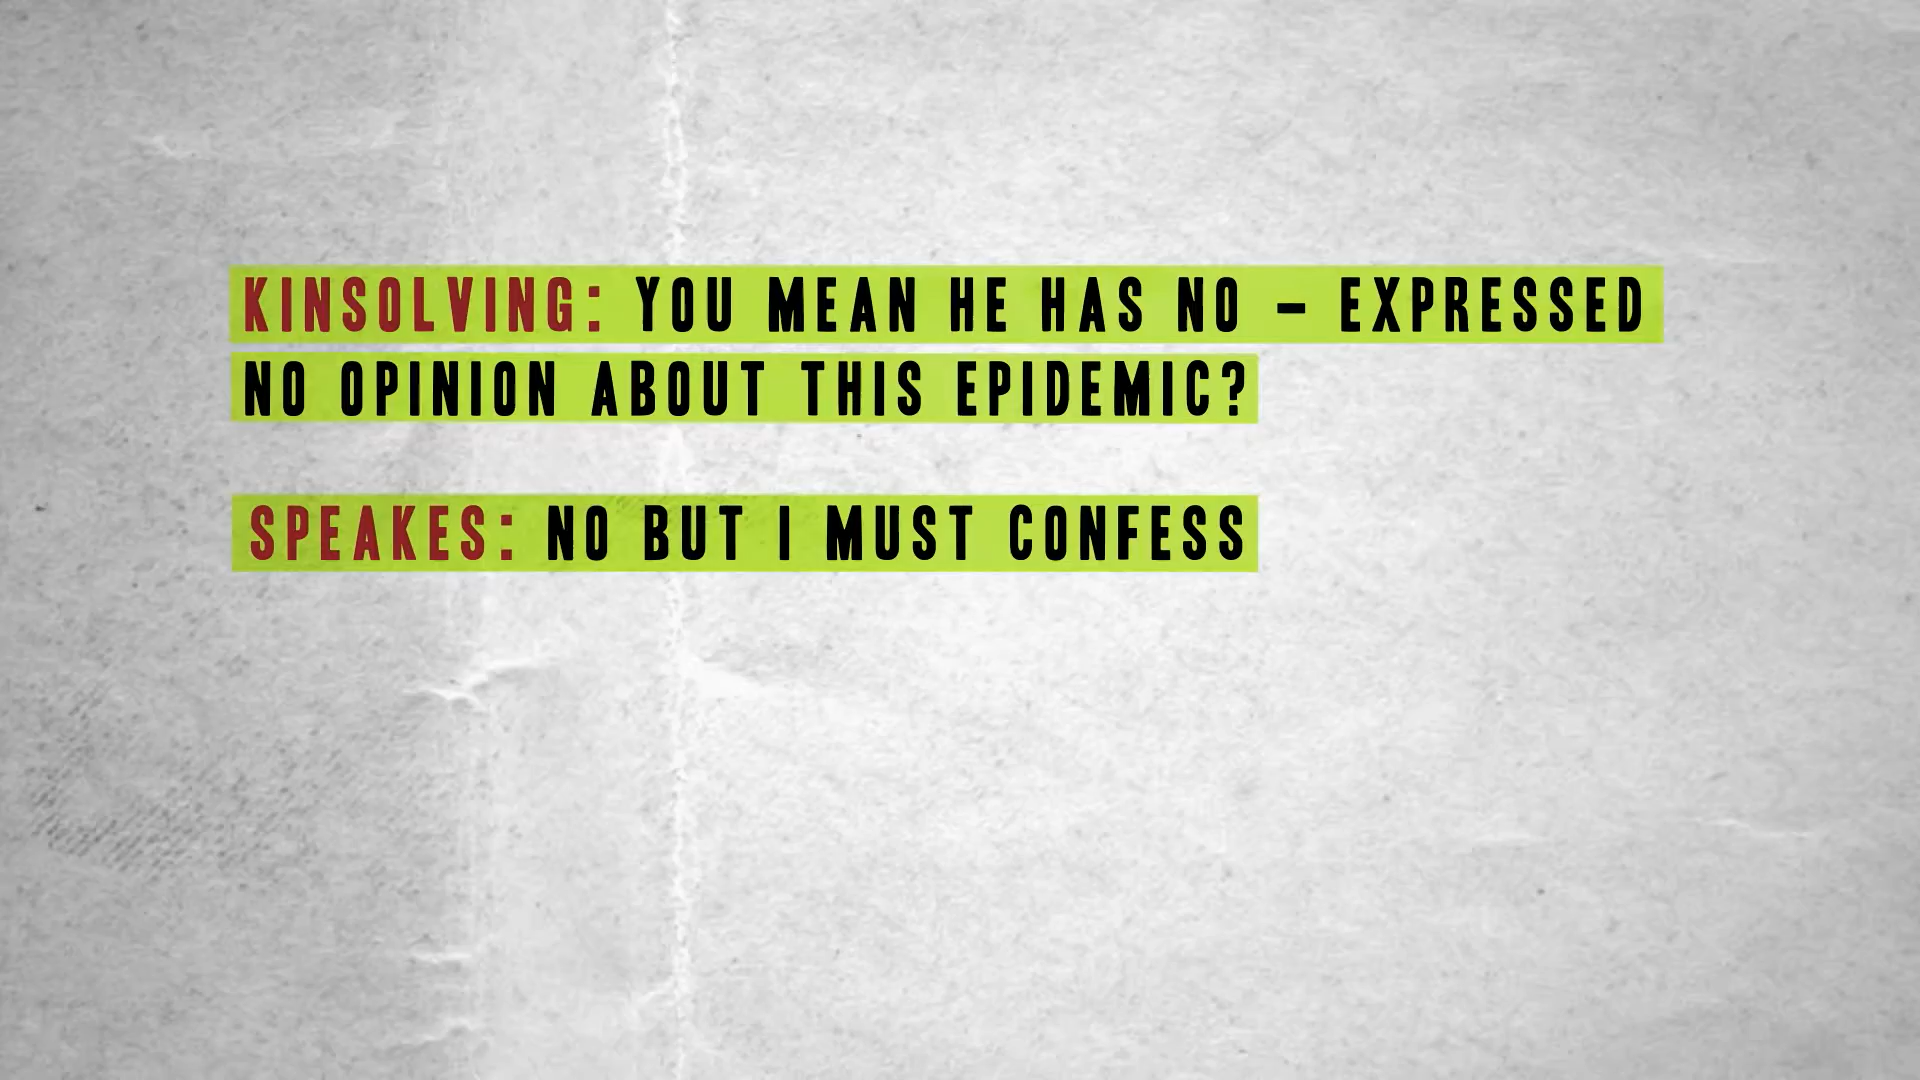 KINSOLVING: YOU MEAN HE HAS NO – EXPRESSED
NO OPINION ABOUT THIS EPIDEMIC?
SPEAKES: NO BUT I MUST CONFESS